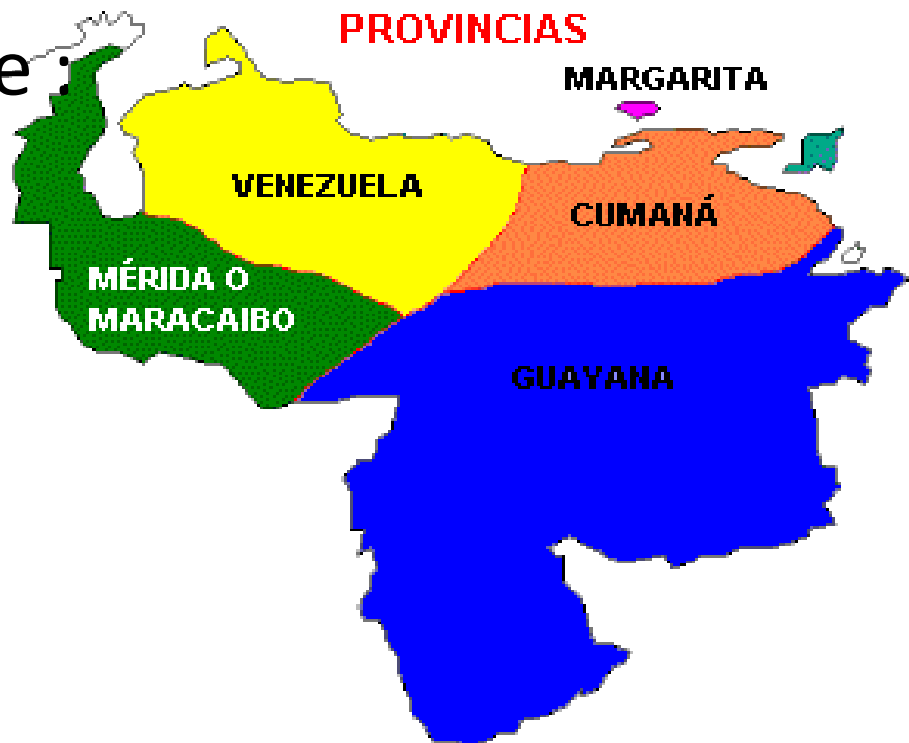 PROVINCIAS
e :
MARGARITA
VENEZUELA
CUMANÁ
MÉRIDA O
MARACAIBO
GUAYANA